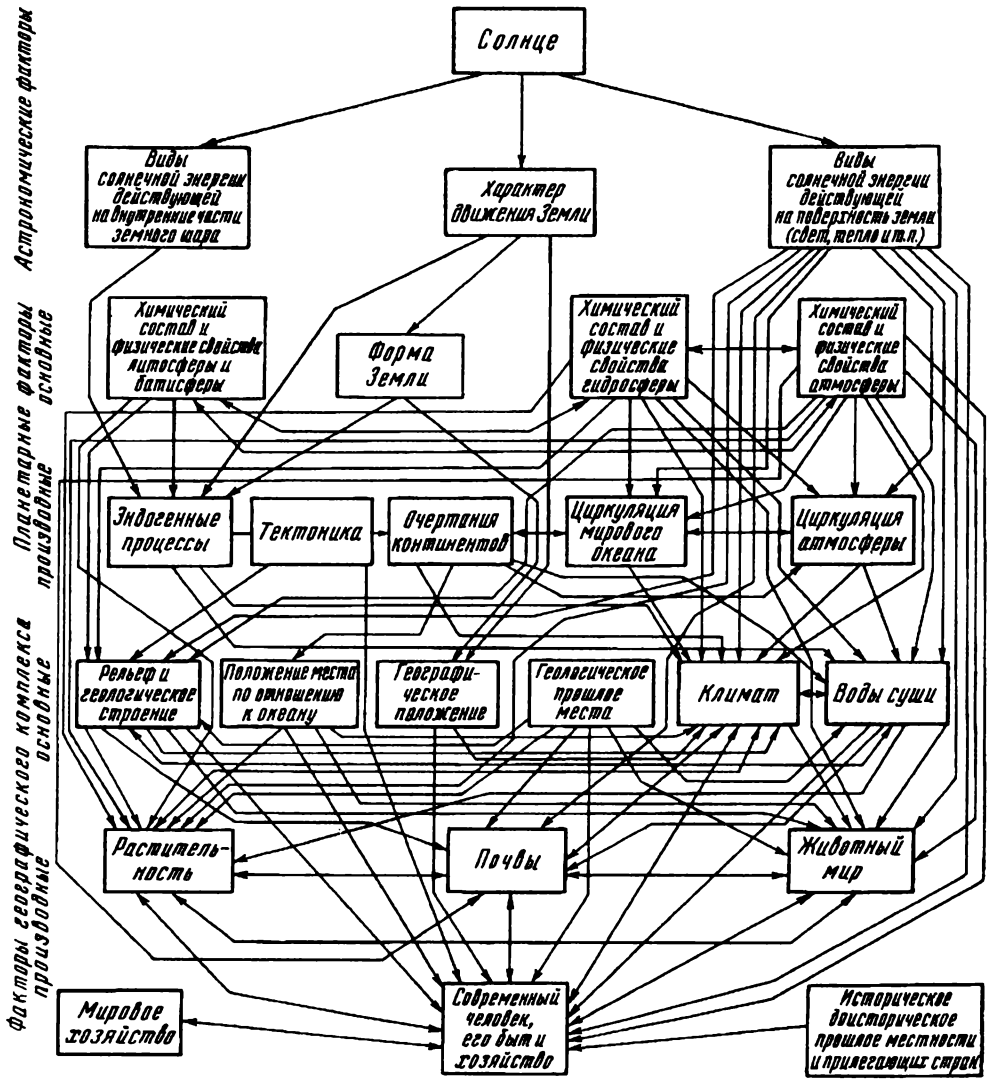 Астрономические факторы
Солнце
Виды
солнечной энергии
действующей
на внутренние части
земного шара
Характер
движения Земли
Виды
солнечной энергии
действующей
на поверхность земли
(свет, тепло и т.п.)
Планетарные факторы
основные
Химический
состав и
физические свойства
литосферы и
батисферы
Форма
Земли
Химический
состав и
физические
свойства
гидросферы
Химический
состав и
физические
свойства
атмосферы
производные
Эндогенные
процессы
Тектоника
Очертания
континентов
Циркуляция
мирового
океана
Циркуляция
атмосферы
Факторы географического комплекса
основные
Рельеф и
геологическое
строение
Положение места
по отношению
к океану
Географи-
ческое
положение
Геологическое
прошлое
места
Климат
Воды суши
производные
Раститель-
ность
Почвы
Животный
мир
Мировое
хозяйство
Современный
человек,
его быт и
хозяйство
Историческое
доисторическое
прошлое местности
и прилегающих стран